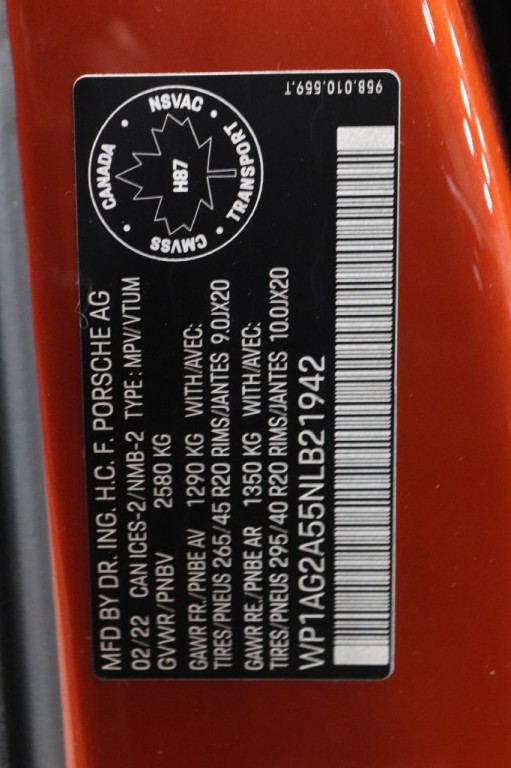 MFD BY DR. ING. H.C. F. PORSCHE AG
02/22 CAN ICES-2/NMB-2 TYPE: MPV/VTUM
GVWR/PNBV 2580 KG
GAWR FR./PNBE AV 1290 KG WITH/AVEC:
TIRES/PNEUS 265/45 R20 RIMS/JANTES 9.0JX20
GAWR RE./PNBE AR 1350 KG WITH/AVEC:
TIRES/PNEUS 295/40 R20 RIMS/JANTES 10.0JX20
WP1AG2A55NLB21942
CANADA
NSVAC
TRANSPORT
CMVSS
H87
95B.010.559.T